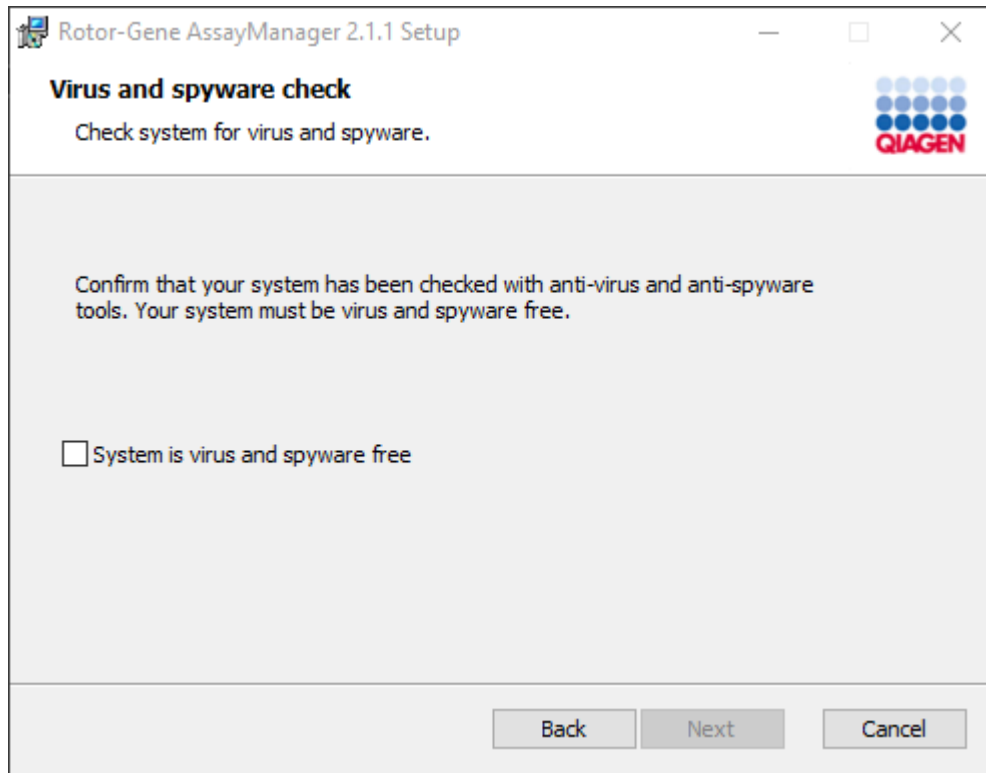 Rotor-Gene AssayManager 2.1.1 Setup
Virus and spyware check
Check system for virus and spyware.
QIAGEN
Confirm that your system has been checked with anti-virus and anti-spyware
tools. Your system must be virus and spyware free.
System is virus and spyware free
Back
Next
Cancel